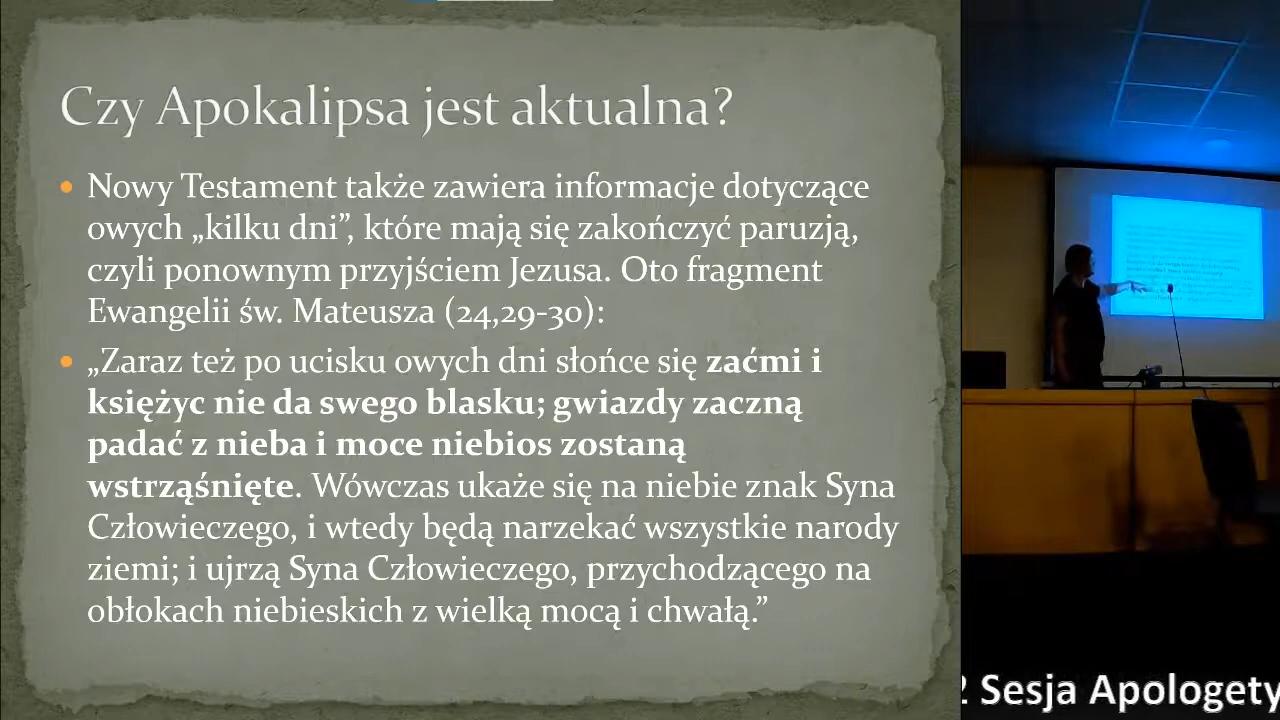 Czy Apokalipsa jest aktualna?
• Nowy Testament także zawiera informacje dotyczące
owych „kilku dni”, które mają się zakończyć paruzją,
czyli ponownym przyjściem Jezusa. Oto fragment
Ewangelii św. Mateusza (24,29-30):
• „Zaraz też po ucisku owych dni słońce się zaćmi i
księżyc nie da swego blasku; gwiazdy zaczną
padać z nieba i moce niebios zostaną
wstrząśnięte. Wówczas ukaże się na niebie znak Syna
Człowieczego, i wtedy będą narzekać wszystkie narody
ziemi; i ujrzą Syna Człowieczego, przychodzącego na
obłokach niebieskich z wielką mocą i chwałą.”
2 Sesja Apologety